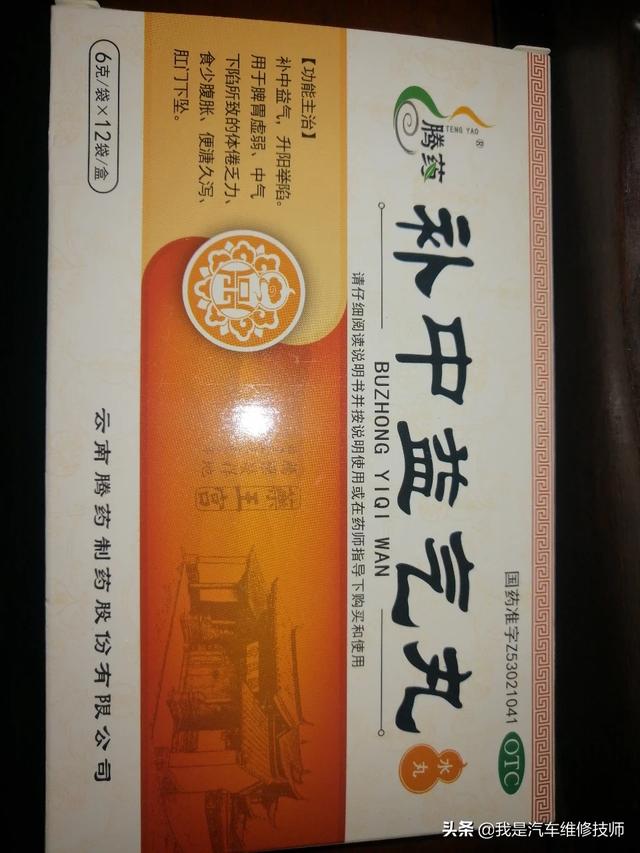 腾药
TENG YAO
®
国药准字Z53021041
OTC
补中益气丸
水丸
BUZHONG YIQI WAN
请仔细阅读说明书并按说明使用或在药师指导下购买和使用
【功能主治】
补中益气，升阳举陷。
用于脾胃虚弱、中气
下陷所致的体倦乏力、
食少腹胀、便溏久泻、
肛门下坠。
药王宫
6克/袋×12袋/盒
云南腾药制药股份有限公司
头条 @我是汽车维修技师